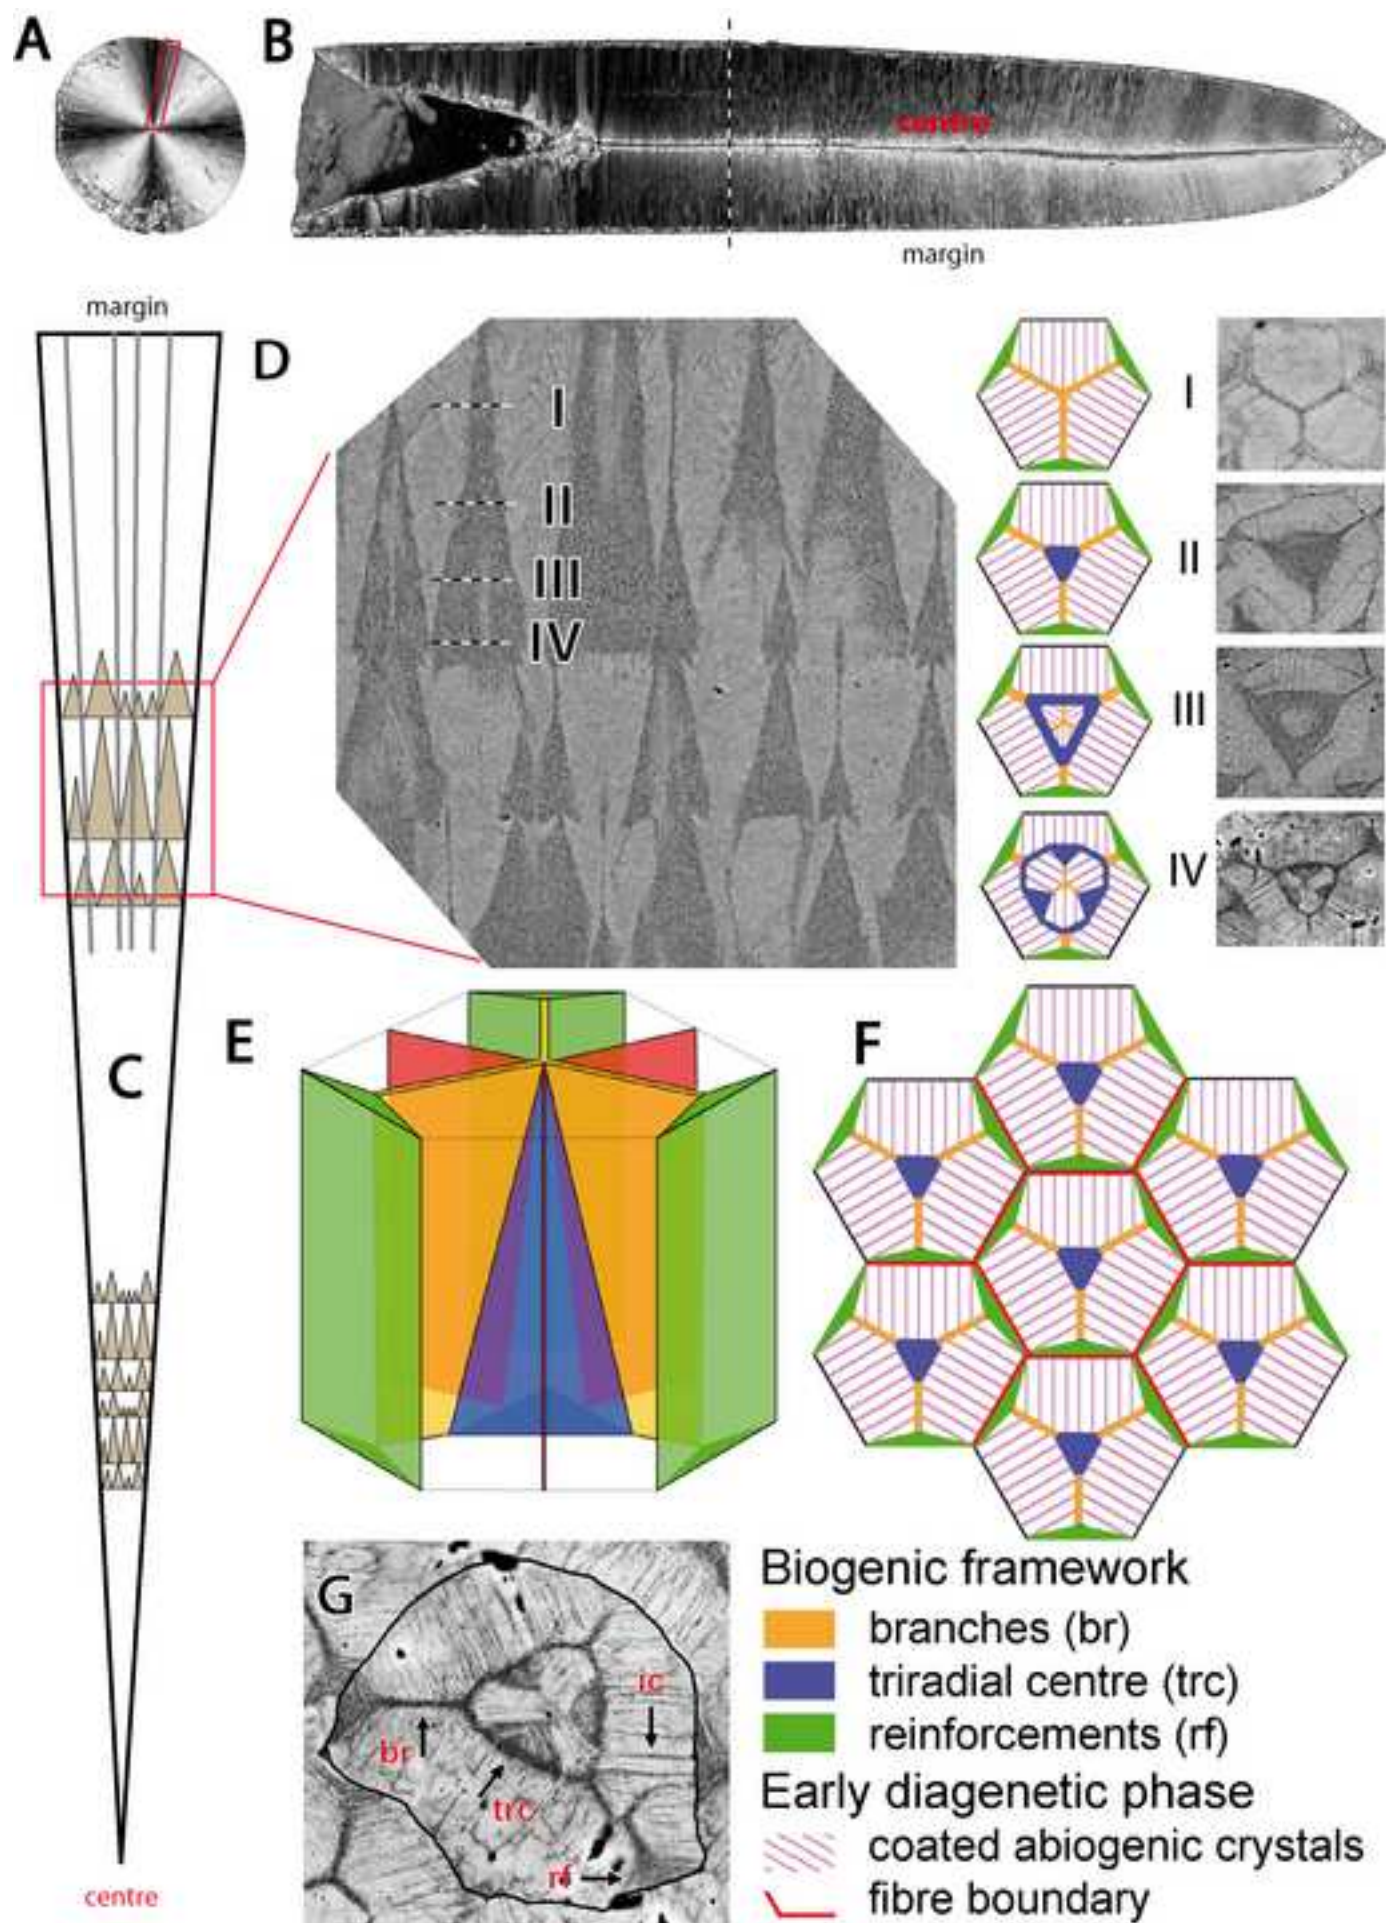 A
B
centre
margin
margin
D
I
II
III
IV
I
II
III
IV
C
E
F
centre
G
ic
br
trc
rf
Biogenic framework
branches (br)
triradial centre (trc)
reinforcements (rf)
Early diagenetic phase
coated abiogenic crystals
fibre boundary